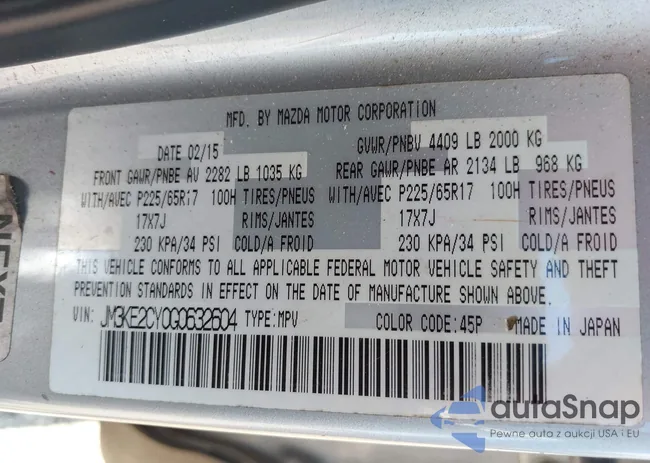 MFD. BY MAZDA MOTOR CORPORATION
DATE 02/15 GVWR/PNBV 4409 LB 2000 KG
FRONT GAWR/PNBE AV 2282 LB 1035 KG REAR GAWR/PNBE AR 2134 LB 968 KG
WITH/AVEC P225/65R17 100H TIRES/PNEUS WITH/AVEC P225/65R17 100H TIRES/PNEUS
17X7J RIMS/JANTES 17X7J RIMS/JANTES
230 KPA/34 PSI COLD/A FROID 230 KPA/34 PSI COLD/A FROID
THIS VEHICLE CONFORMS TO ALL APPLICABLE FEDERAL MOTOR VEHICLE SAFETY AND THEFT
PREVENTION STANDARDS IN EFFECT ON THE DATE OF MANUFACTURE SHOWN ABOVE.
VIN: JM3KE2CY0G0632604 TYPE:MPV COLOR CODE:45P MADE IN JAPAN
NEXT
autaSnap
Pewne auta z aukcji USA i EU